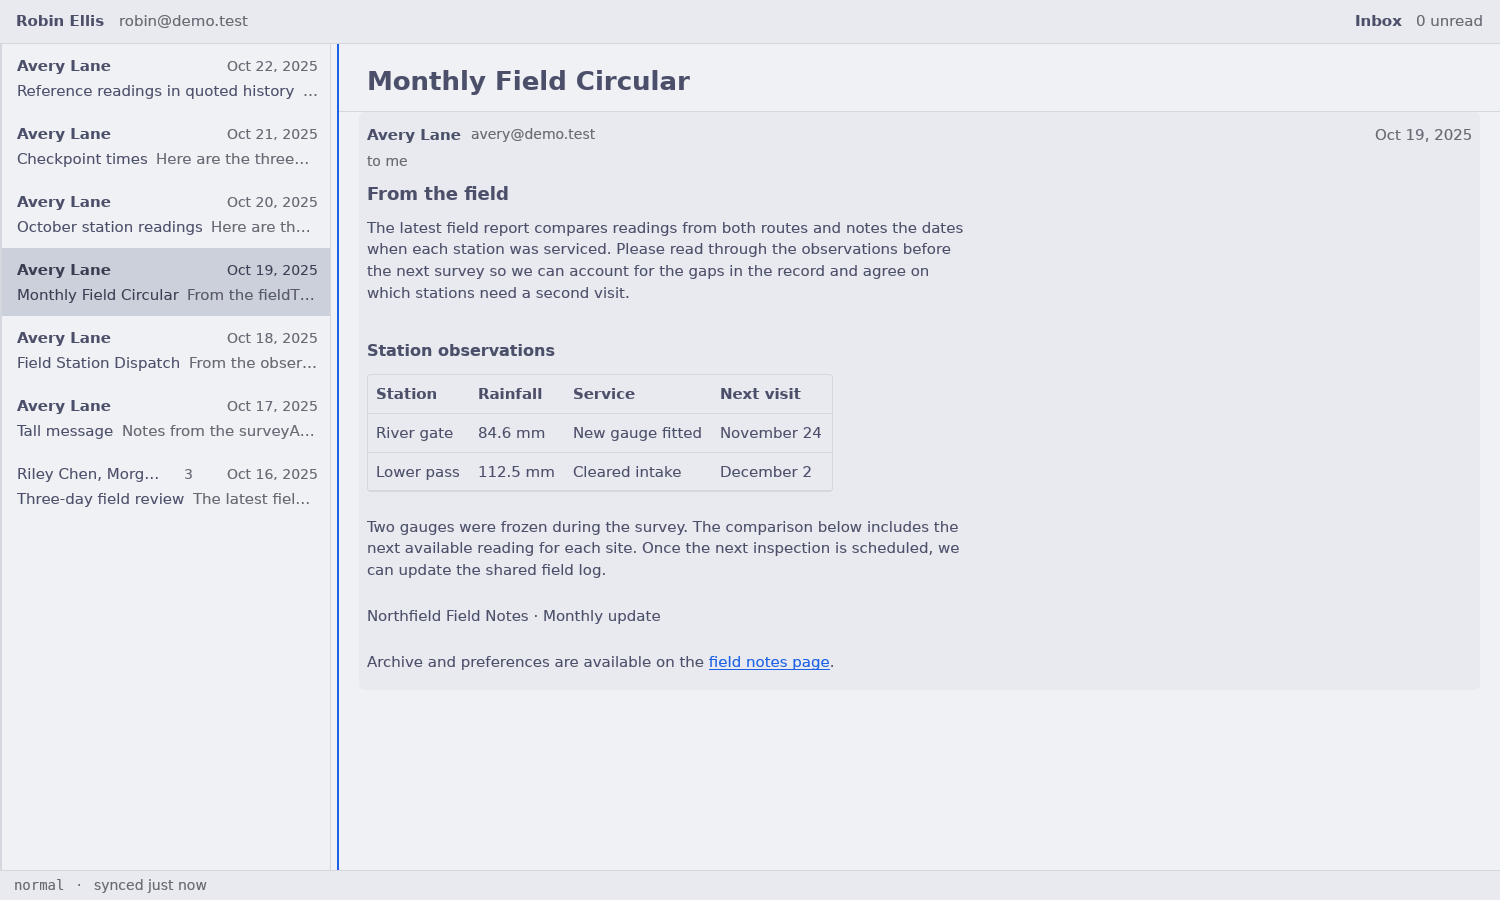 Robin Ellis robin@demo.test
Inbox 0 unread
Avery Lane Oct 22, 2025
Reference readings in quoted history …
Avery Lane Oct 21, 2025
Checkpoint times Here are the three…
Avery Lane Oct 20, 2025
October station readings Here are th…
Avery Lane Oct 19, 2025
Monthly Field Circular From the fieldT…
Avery Lane Oct 18, 2025
Field Station Dispatch From the obser…
Avery Lane Oct 17, 2025
Tall message Notes from the surveyA…
Riley Chen, Morg… 3 Oct 16, 2025
Three-day field review The latest fiel…
Monthly Field Circular
Avery Lane avery@demo.test Oct 19, 2025
to me
From the field
The latest field report compares readings from both routes and notes the dates
when each station was serviced. Please read through the observations before
the next survey so we can account for the gaps in the record and agree on
which stations need a second visit.
Station observations
Station Rainfall Service Next visit
River gate 84.6 mm New gauge fitted November 24
Lower pass 112.5 mm Cleared intake December 2
Two gauges were frozen during the survey. The comparison below includes the
next available reading for each site. Once the next inspection is scheduled, we
can update the shared field log.
Northfield Field Notes · Monthly update
Archive and preferences are available on the field notes page.
normal · synced just now